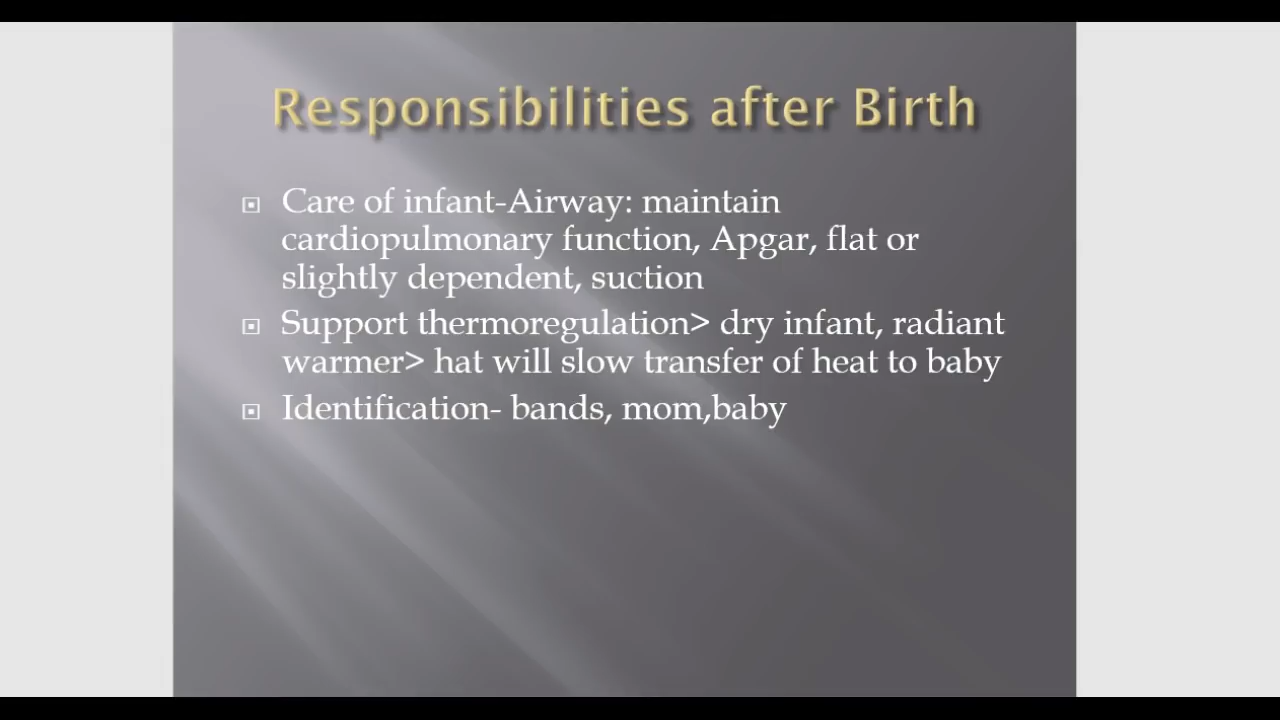 Responsibilities after Birth
Care of infant-Airway: maintain
cardiopulmonary function, Apgar, flat or
slightly dependent, suction
Support thermoregulation> dry infant, radiant
warmer> hat will slow transfer of heat to baby
Identification- bands, mom,baby